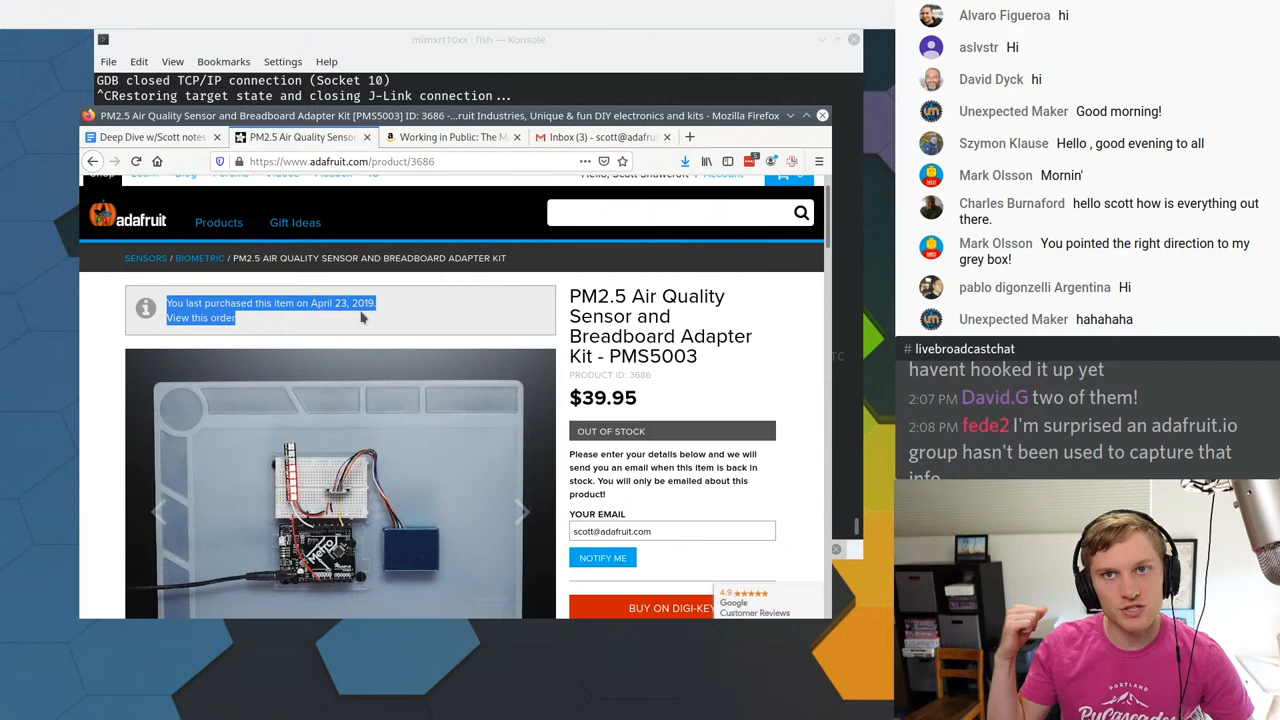 mimxrt10xx : fish — Konsole
File Edit View Bookmarks Settings Help
GDB closed TCP/IP connection (Socket 10)
^CRestoring target state and closing J-Link connection...
PM2.5 Air Quality Sensor and Breadboard Adapter Kit [PMS5003] ID: 3686 -...ruit Industries, Unique & fun DIY electronics and kits - Mozilla Firefox
Deep Dive w/Scott notes
PM2.5 Air Quality Sensor
Working in Public: The M
Inbox (3) - scott@adafruit
https://www.adafruit.com/product/3686
adafruit
Products Gift Ideas
SENSORS / BIOMETRIC / PM2.5 AIR QUALITY SENSOR AND BREADBOARD ADAPTER KIT
You last purchased this item on April 23, 2019.
View this order
PM2.5 Air Quality
Sensor and
Breadboard Adapter
Kit - PMS5003
PRODUCT ID: 3686
$39.95
OUT OF STOCK
Please enter your details below and we will
send you an email when this item is back in
stock. You will only be emailed about this
product!
YOUR EMAIL
scott@adafruit.com
NOTIFY ME
BUY ON DIGI-KEY
4.9 ★★★★★
Google
Customer Reviews
Alvaro Figueroa hi
aslvstr Hi
David Dyck hi
Unexpected Maker Good morning!
Szymon Klause Hello , good evening to all
Mark Olsson Mornin'
Charles Burnaford hello scott how is everything out
there.
Mark Olsson You pointed the right direction to my
grey box!
pablo digonzelli Argentina Hi
Unexpected Maker hahahaha
# livebroadcastchat
havent hooked it up yet
2:07 PM David.G two of them!
2:08 PM fede2 I'm surprised an adafruit.io
group hasn't been used to capture that
info
PORTLAND
PyCascades